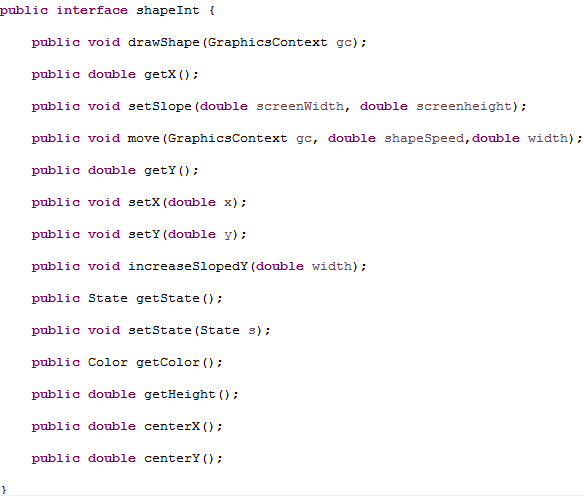 public interface shapeInt {
public void drawShape(GraphicsContext gc);
public double getX();
public void setSlope(double screenWidth, double screenheight);
public void move(GraphicsContext gc, double shapeSpeed,double width);
public double getY();
public void setX(double x);
public void setY(double y);
public void increaseSlopedY(double width);
public State getState();
public void setState(State s);
public Color getColor();
public double getHeight();
public double centerX();
public double centerY();
}